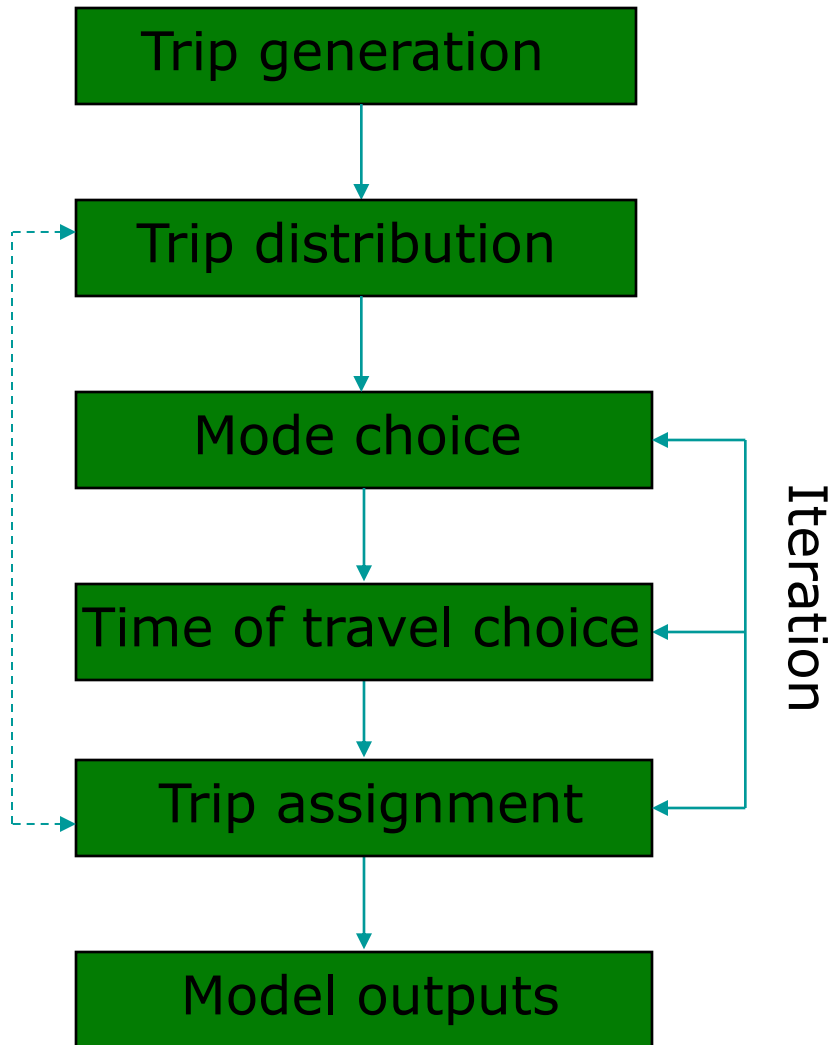 Trip generation
Trip distribution
Mode choice
Time of travel choice
Trip assignment
Model outputs
Iteration